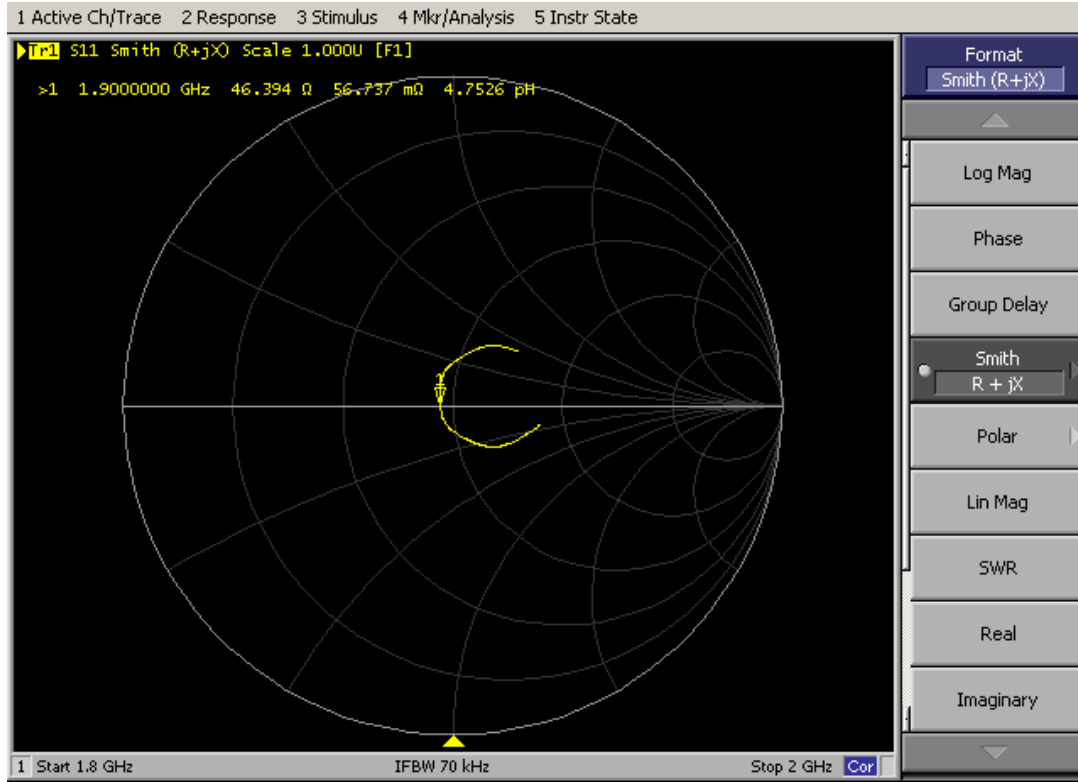 1 Active Ch/Trace 2 Response 3 Stimulus 4 Mkr/Analysis 5 Instr State
Tr1 S11 Smith (R+jX) Scale 1.000U [F1]
>1 1.9000000 GHz 46.394 Ω 56.737 mΩ 4.7526 pH
1
Format
Smith (R+jX)
Log Mag
Phase
Group Delay
Smith
R + jX
Polar
Lin Mag
SWR
Real
Imaginary
1 Start 1.8 GHz IFBW 70 kHz Stop 2 GHz Cor